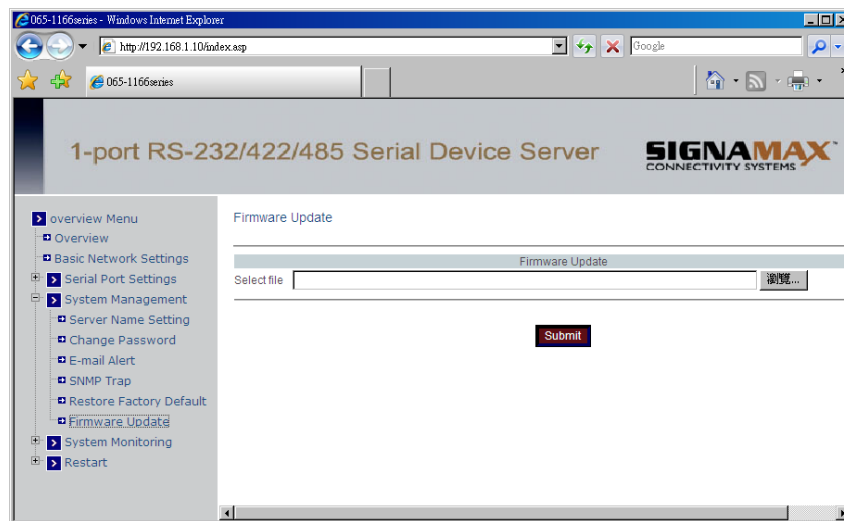 065-1166series - Windows Internet Explorer
http://192.168.1.10/index.asp
Google
065-1166series
1-port RS-232/422/485 Serial Device Server
SIGNAMAX
CONNECTIVITY SYSTEMS
overview Menu
Overview
Basic Network Settings
Serial Port Settings
System Management
Server Name Setting
Change Password
E-mail Alert
SNMP Trap
Restore Factory Default
Firmware Update
System Monitoring
Restart
Firmware Update
Firmware Update
Select file
瀏覽...
Submit